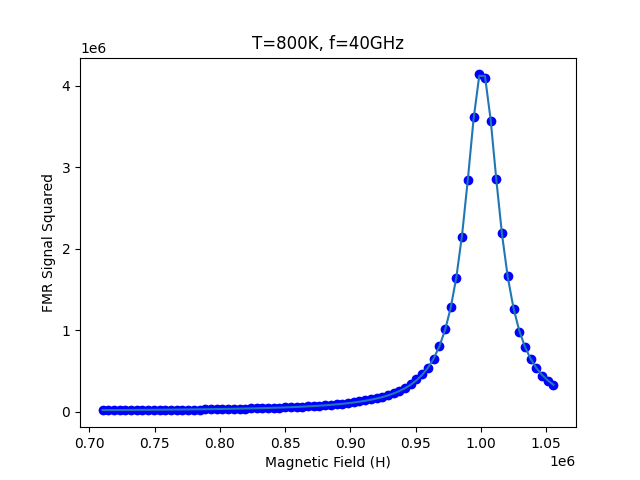 T=800K, f=40GHz
1e6
4
3
2
1
0
FMR Signal Squared
0.70 0.75 0.80 0.85 0.90 0.95 1.00 1.05
1e6
Magnetic Field (H)